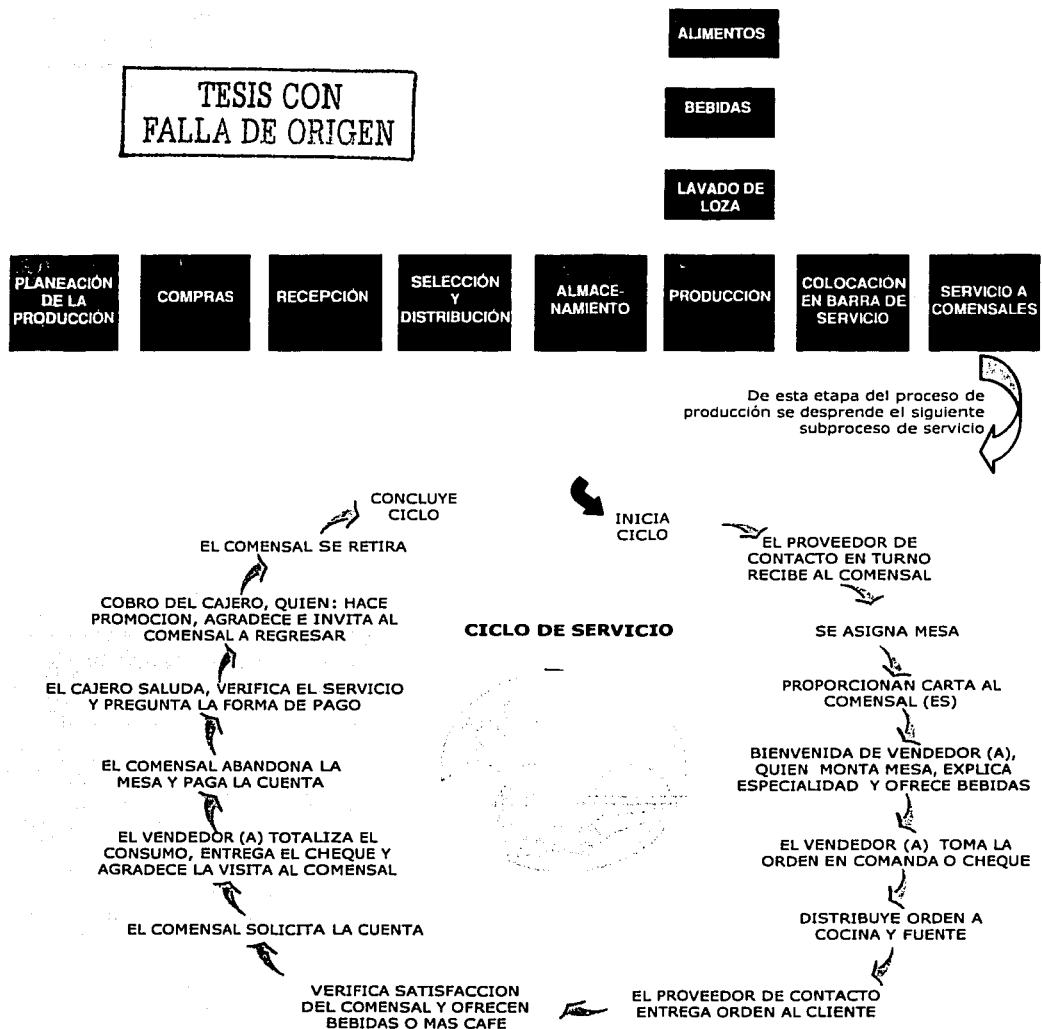 ALIMENTOS
TESIS CON
FALLA DE ORIGEN
BEBIDAS
LAVADO DE
LOZA
PLANEACIÓN
DE LA
PRODUCCIÓN
COMPRAS
RECEPCIÓN
SELECCIÓN
Y
DISTRIBUCIÓN
ALMACE-
NAMIENTO
PRODUCCIÓN
COLOCACIÓN
EN BARRA DE
SERVICIO
SERVICIO A
COMENSALES
De esta etapa del proceso de
producción se desprende el siguiente
subproceso de servicio
INICIA
CICLO
EL PROVEEDOR DE
CONTACTO EN TURNO
RECIBE AL COMENSAL
SE ASIGNA MESA
PROPORCIONAN CARTA AL
COMENSAL (ES)
BIENVENIDA DE VENDEDOR (A),
QUIEN MONTA MESA, EXPLICA
ESPECIALIDAD Y OFRECE BEBIDAS
EL VENDEDOR (A) TOMA LA
ORDEN EN COMANDA O CHEQUE
DISTRIBUYE ORDEN A
COCINA Y FUENTE
EL PROVEEDOR DE CONTACTO
ENTREGA ORDEN AL CLIENTE
VERIFICA SATISFACCION
DEL COMENSAL Y OFRECEN
BEBIDAS O MAS CAFE
EL COMENSAL SOLICITA LA CUENTA
EL VENDEDOR (A) TOTALIZA EL
CONSUMO, ENTREGA EL CHEQUE Y
AGRADECE LA VISITA AL COMENSAL
EL COMENSAL ABANDONA LA
MESA Y PAGA LA CUENTA
EL CAJERO SALUDA, VERIFICA EL SERVICIO
Y PREGUNTA LA FORMA DE PAGO
COBRO DEL CAJERO, QUIEN: HACE
PROMOCION, AGRADECE E INVITA AL
COMENSAL A REGRESAR
EL COMENSAL SE RETIRA
CONCLUYE
CICLO
CICLO DE SERVICIO